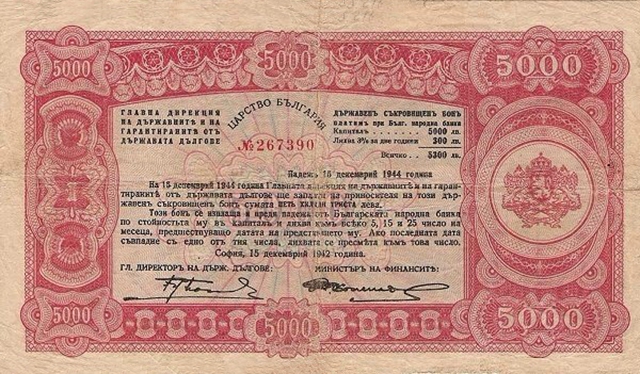 5000
5000
5000
ГЛАВНА ДИРЕКЦИЯ
НА ДЪРЖАВНИТѢ И НА
ГАРАНТИРАНИТѢ ОТЪ
ДЪРЖАВАТА ДЪЛГОВЕ
ЦАРСТВО БЪЛГАРИЯ
№267390
ДЪРЖАВЕНЪ СЪКРОВИЩЕНЪ БОНЪ
ПЛАТИМЪ при Бълг. народна банка
Капиталъ 5000 лв.
Лихва 3% за две години 300 лв.
Всичко 5300 лв.
Падежъ 15 декемврий 1944 година
На 15 декемврий 1944 година Главната дирекция на държавнитѣ и на гаран-
тиранитѣ отъ държавата дългове ще заплати на приносителя на този дър-
жавенъ съкровищенъ бонъ сумата ПЕТЬ ХИЛЯДИ ТРИСТА лева.
Този бонъ се изплаща и преди падежа отъ Българската народна банка
по стойностьта му въ капиталъ и лихва къмъ всѣко 5, 15 и 25 число на
месеца, предшествуващо датата на представянето му. Ако последната дата
съвпадне съ едно отъ тия числа, лихвата се пресмѣта къмъ това число.
София, 15 декемврий 1942 година.
ГЛ. ДИРЕКТОРЪ НА ДЪРЖ. ДЪЛГОВЕ:
МИНИСТЪРЪ НА ФИНАНСИТѢ:
5000
5000
5000